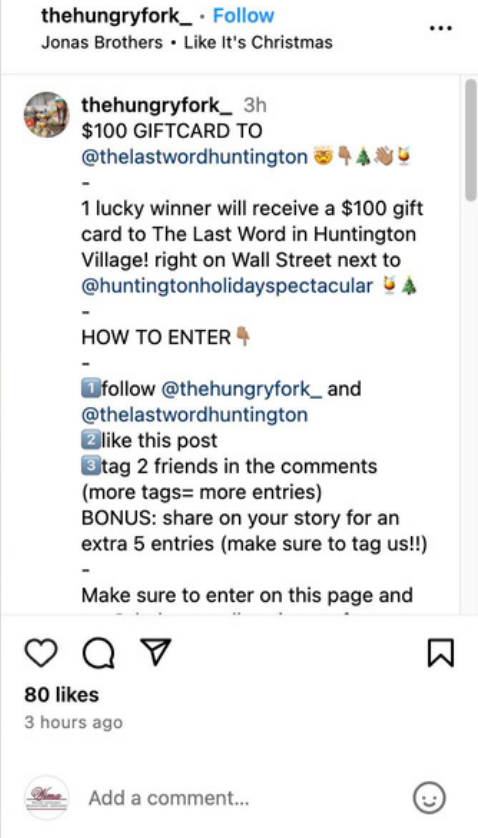 thehungryfork_ • Follow
Jonas Brothers • Like It's Christmas
thehungryfork_ 3h
$100 GIFTCARD TO
@thelastwordhuntington 🤯👇🏽🎄👋🏽🍹
-
1 lucky winner will receive a $100 gift
card to The Last Word in Huntington
Village! right on Wall Street next to
@huntingtonholidayspectacular 🍹🎄
-
HOW TO ENTER👇🏽
-
1️⃣follow @thehungryfork_ and
@thelastwordhuntington
2️⃣like this post
3️⃣tag 2 friends in the comments
(more tags= more entries)
BONUS: share on your story for an
extra 5 entries (make sure to tag us!!)
-
Make sure to enter on this page and
80 likes
3 hours ago
Add a comment...